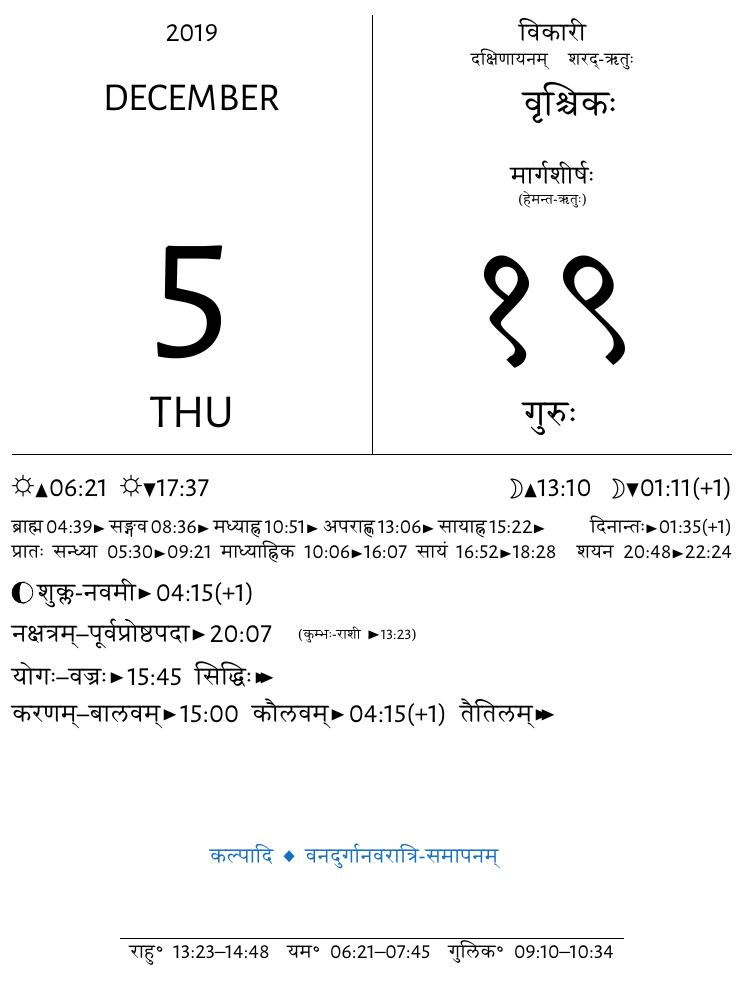 2019
DECEMBER
5
THU
विकारी
दक्षिणायनम् शरद्-ऋतुः
वृश्चिकः
मार्गशीर्षः
(हेमन्त-ऋतुः)
१९
गुरुः
☼▲06:21 ☼▼17:37 ☽▲13:10 ☽▼01:11(+1)
ब्राह्म 04:39► सङ्गव 08:36► मध्याह्न 10:51► अपराह्ण 13:06► सायाह्न 15:22► दिनान्तः►01:35(+1)
प्रातः सन्ध्या 05:30►09:21 माध्याह्निक 10:06►16:07 सायं 16:52►18:28 शयन 20:48►22:24
शुक्ल-नवमी► 04:15(+1)
नक्षत्रम्–पूर्वप्रोष्ठपदा► 20:07 (कुम्भः-राशी ►13:23)
योगः–वज्रः►15:45 सिद्धिः►►
करणम्–बालवम्►15:00 कौलवम्►04:15(+1) तैतिलम्►►
कल्पादि ◆ वनदुर्गानवरात्रि-समापनम्
राहु° 13:23–14:48 यम° 06:21–07:45 गुलिक° 09:10–10:34